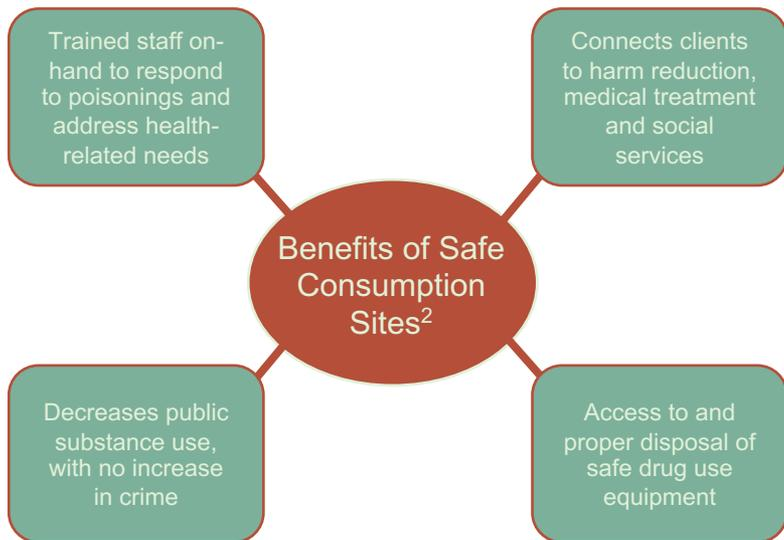 Trained staff on-
hand to respond
to poisonings and
address health-
related needs
Connects clients
to harm reduction,
medical treatment
and social
services
Benefits of Safe
Consumption
Sites²
Decreases public
substance use,
with no increase
in crime
Access to and
proper disposal of
safe drug use
equipment